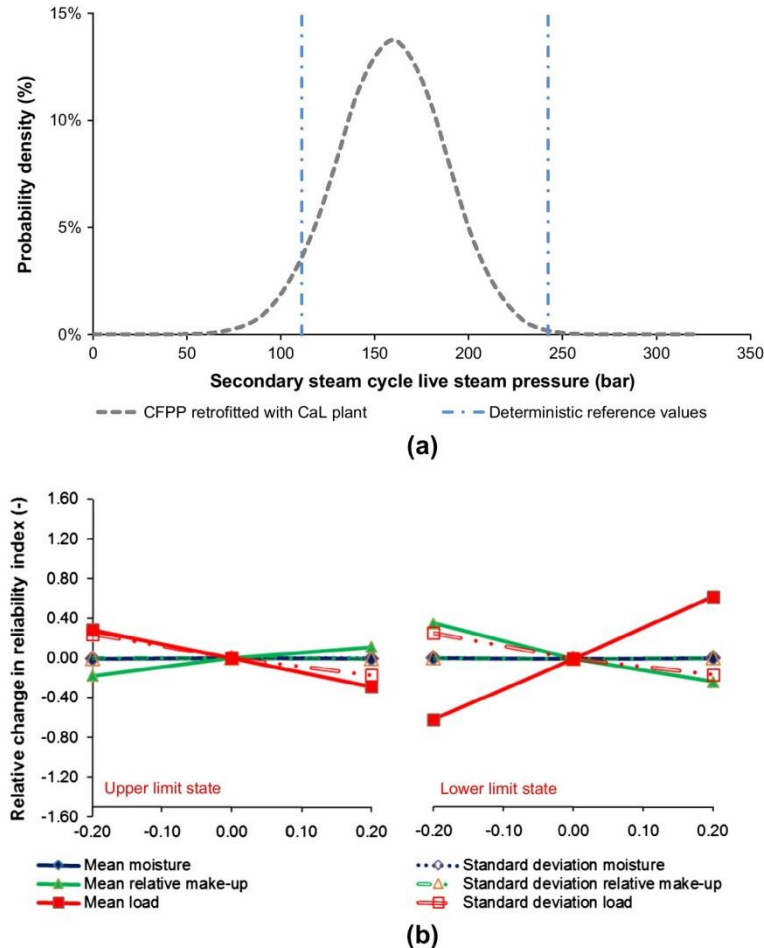 Probability density (%)
15%
10%
5%
0%
0 50 100 150 200 250 300 350
Secondary steam cycle live steam pressure (bar)
CFPP retrofitted with CaL plant Deterministic reference values
(a)
Relative change in reliability index (-)
1.60
1.20
0.80
0.40
0.00
-0.40
-0.80
-1.20
-1.60
Upper limit state Lower limit state
-0.20 0.00 0.10 0.20 -0.20 0.00 0.10 0.20
Mean moisture
Mean relative make-up
Mean load
Standard deviation moisture
Standard deviation relative make-up
Standard deviation load
(b)